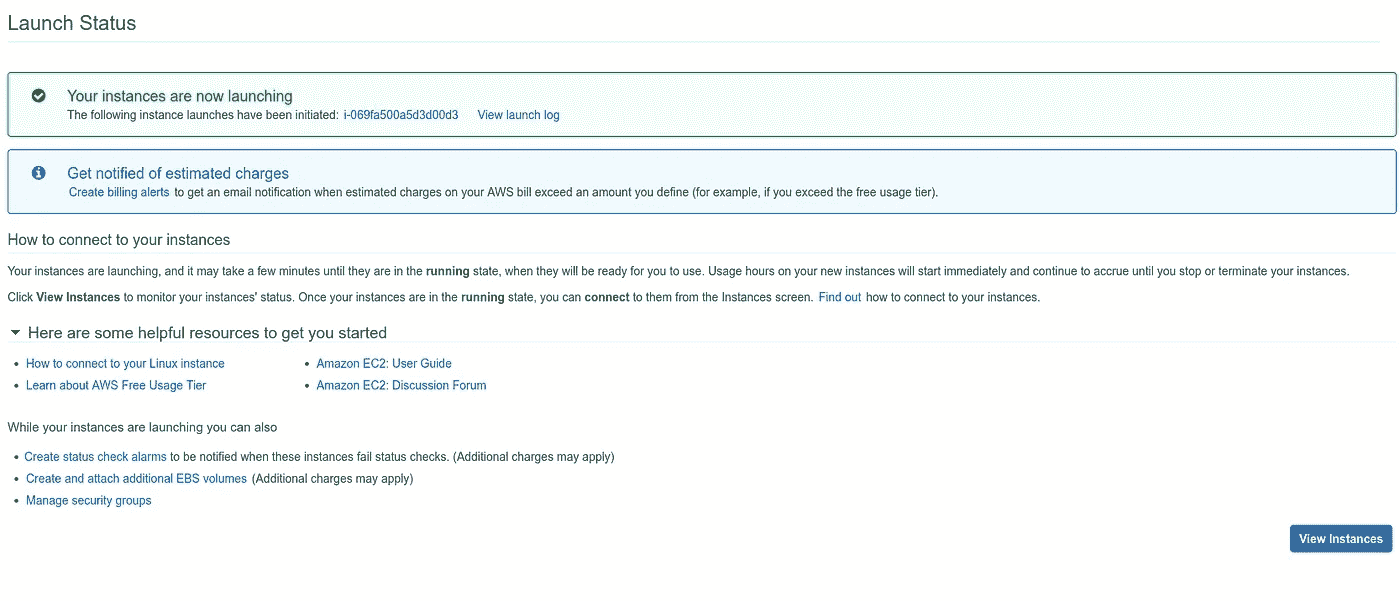 Launch Status
Your instances are now launching
The following instance launches have been initiated: i-069fa500a5d3d00d3 View launch log
Get notified of estimated charges
Create billing alerts to get an email notification when estimated charges on your AWS bill exceed an amount you define (for example, if you exceed the free usage tier).
How to connect to your instances
Your instances are launching, and it may take a few minutes until they are in the running state, when they will be ready for you to use. Usage hours on your new instances will start immediately and continue to accrue until you stop or terminate your instances.
Click View Instances to monitor your instances' status. Once your instances are in the running state, you can connect to them from the Instances screen. Find out how to connect to your instances.
Here are some helpful resources to get you started
• How to connect to your Linux instance
• Learn about AWS Free Usage Tier
• Amazon EC2: User Guide
• Amazon EC2: Discussion Forum
While your instances are launching you can also
• Create status check alarms to be notified when these instances fail status checks. (Additional charges may apply)
• Create and attach additional EBS volumes (Additional charges may apply)
• Manage security groups
View Instances